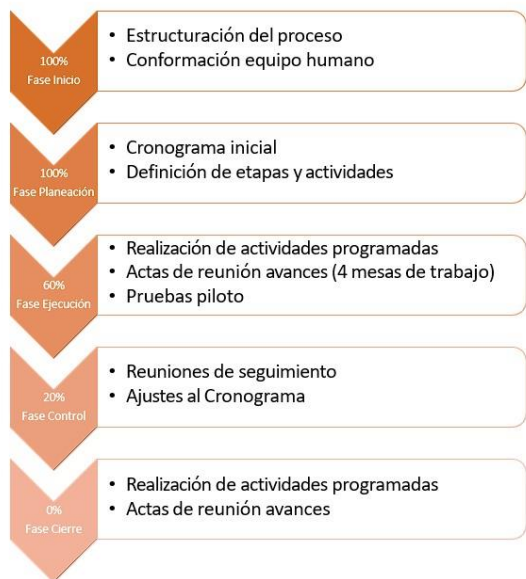 100%
Fase Inicio
• Estructuración del proceso
• Conformación equipo humano
100%
Fase Planeación
• Cronograma inicial
• Definición de etapas y actividades
60%
Fase Ejecución
• Realización de actividades programadas
• Actas de reunión avances (4 mesas de trabajo)
• Pruebas piloto
20%
Fase Control
• Reuniones de seguimiento
• Ajustes al Cronograma
0%
Fase Cierre
• Realización de actividades programadas
• Actas de reunión avances